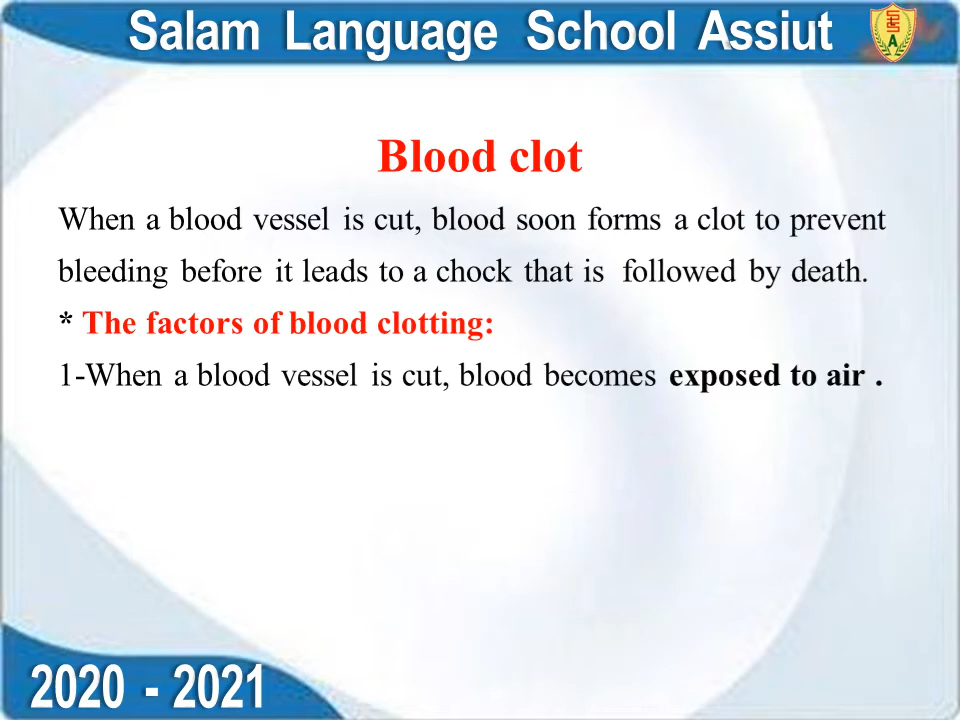 Salam Language School Assiut
Blood clot
When a blood vessel is cut, blood soon forms a clot to prevent
bleeding before it leads to a chock that is followed by death.
* The factors of blood clotting:
1-When a blood vessel is cut, blood becomes exposed to air .
2020 - 2021